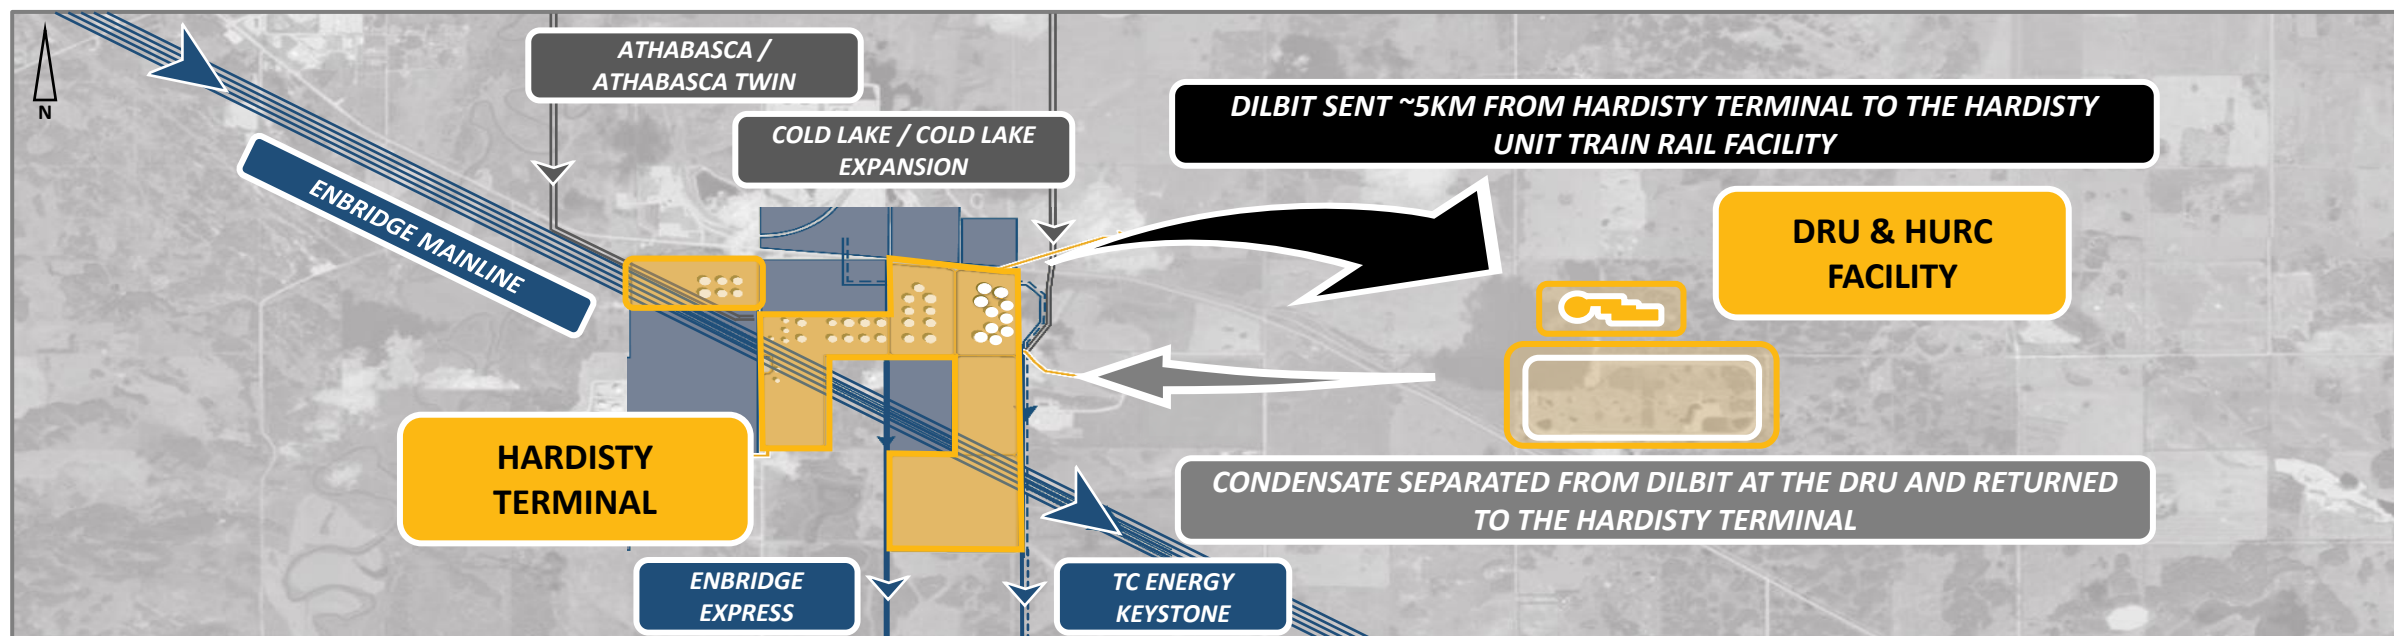 N
ATHABASCA /
ATHABASCA TWIN
COLD LAKE / COLD LAKE
EXPANSION
ENBRIDGE MAINLINE
DILBIT SENT ~5KM FROM HARDISTY TERMINAL TO THE HARDISTY
UNIT TRAIN RAIL FACILITY
DRU & HURC
FACILITY
HARDISTY
TERMINAL
CONDENSATE SEPARATED FROM DILBIT AT THE DRU AND RETURNED
TO THE HARDISTY TERMINAL
ENBRIDGE
EXPRESS
TC ENERGY
KEYSTONE